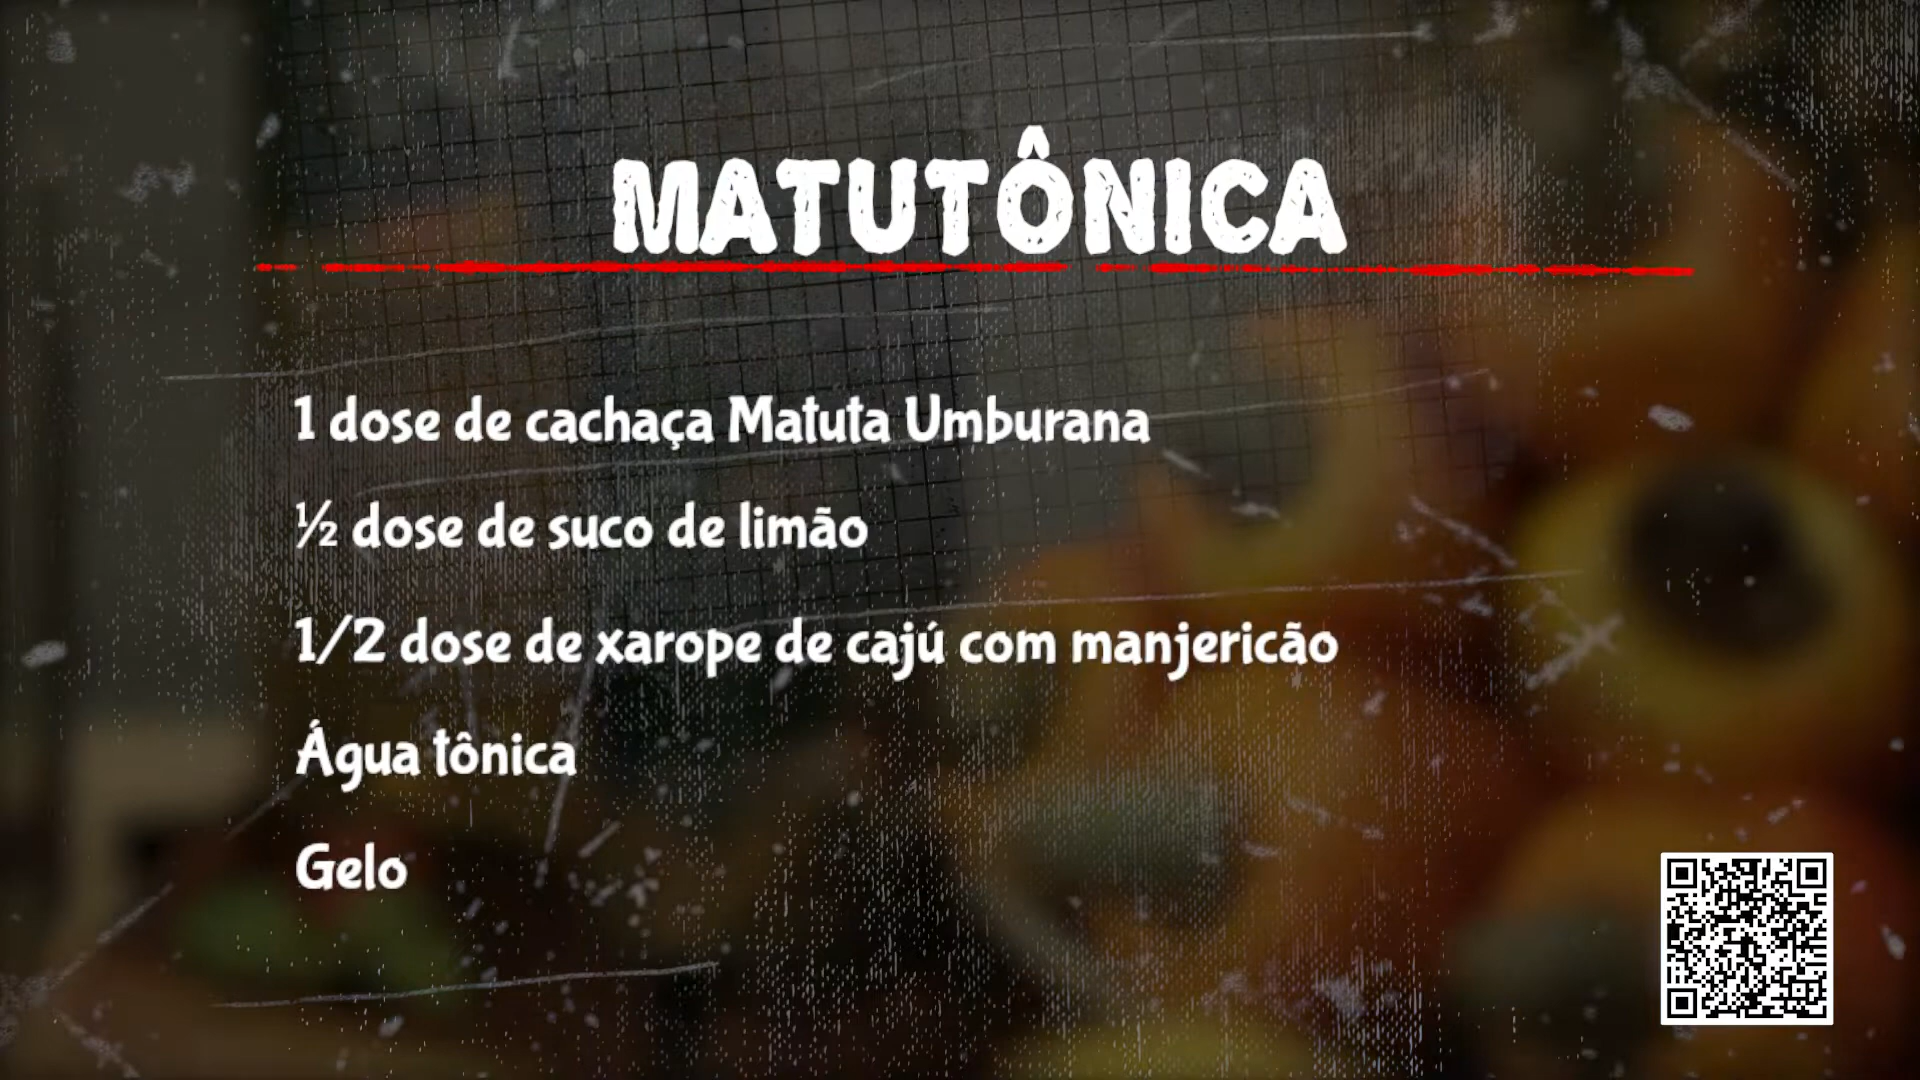 MATUTÔNICA
1 dose de cachaça Matuta Umburana
½ dose de suco de limão
1/2 dose de xarope de cajú com manjericão
Água tônica
Gelo